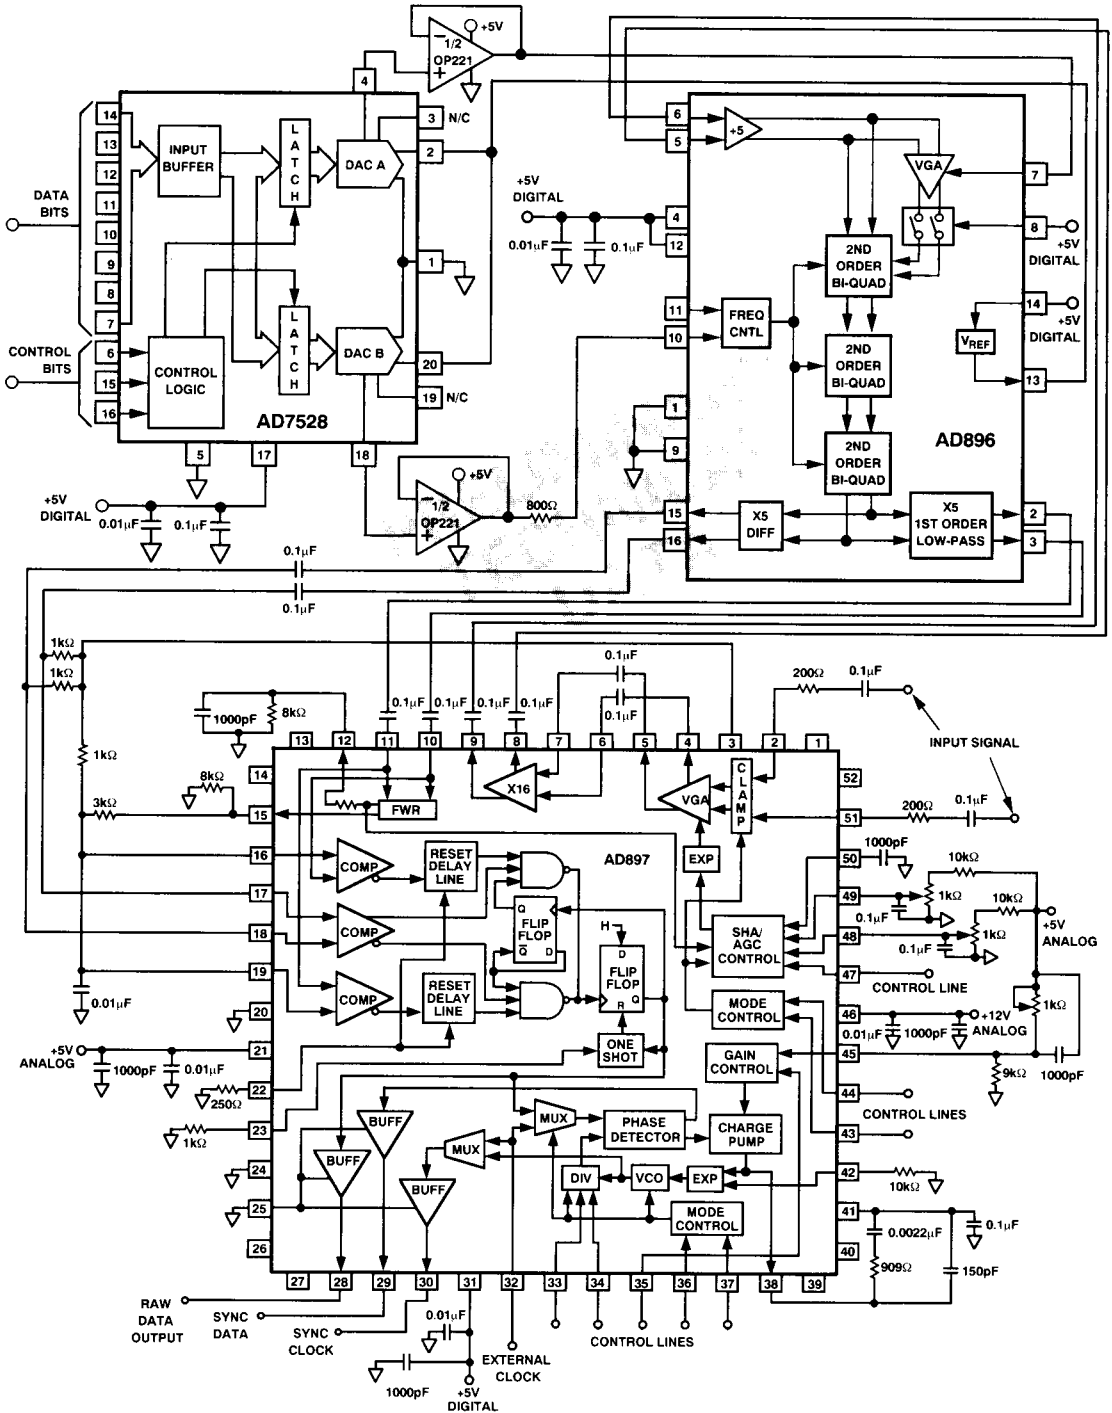 +5V
1/2
OP221
4
3
N/C
2
1
20
19
N/C
14
13
12
11
10
9
8
7
6
15
16
DATA
BITS
CONTROL
BITS
INPUT
BUFFER
LATCH
DAC A
LATCH
DAC B
CONTROL
LOGIC
AD7528
5
17
18
+5V
DIGITAL
0.01µF
0.1µF
+5V
1/2
OP221
800Ω
+5V
DIGITAL
0.01µF
0.1µF
6
5
4
12
11
10
1
9
15
16
+5
VGA
7
8
+5V
DIGITAL
14
+5V
DIGITAL
VREF
13
2ND
ORDER
BI-QUAD
FREQ
CNTL
2ND
ORDER
BI-QUAD
2ND
ORDER
BI-QUAD
AD896
X5
DIFF
X5
1ST ORDER
LOW-PASS
2
3
0.1µF
0.1µF
1kΩ
1kΩ
1kΩ
8kΩ
3kΩ
1000pF
8kΩ
0.1µF
0.1µF
0.1µF
0.1µF
0.1µF
0.1µF
200Ω
0.1µF
INPUT SIGNAL
13
12
11
10
9
8
7
6
5
4
3
2
1
14
15
16
17
18
19
20
21
22
23
24
25
26
0.01µF
+5V
ANALOG
1000pF
0.01µF
250Ω
1kΩ
FWR
X16
VGA
CLAMP
EXP
COMP
RESET
DELAY
LINE
AD897
COMP
Q
FLIP
FLOP
Q D
H
D
FLIP
FLOP
R Q
SHA/
AGC
CONTROL
COMP
RESET
DELAY
LINE
ONE
SHOT
MODE
CONTROL
GAIN
CONTROL
BUFF
BUFF
BUFF
MUX
MUX
PHASE
DETECTOR
CHARGE
PUMP
DIV
VCO
EXP
MODE
CONTROL
52
51
50
49
48
47
46
45
44
43
42
41
40
200Ω
0.1µF
1000pF
10kΩ
1kΩ
0.1µF
10kΩ
1kΩ
0.1µF
+5V
ANALOG
CONTROL LINE
+12V
ANALOG
0.01µF
1000pF
1kΩ
9kΩ
1000pF
CONTROL LINES
10kΩ
0.0022µF
0.1µF
909Ω
150pF
27
28
29
30
31
32
33
34
35
36
37
38
39
RAW
DATA
OUTPUT
SYNC
DATA
SYNC
CLOCK
0.01µF
1000pF
+5V
DIGITAL
EXTERNAL
CLOCK
CONTROL LINES